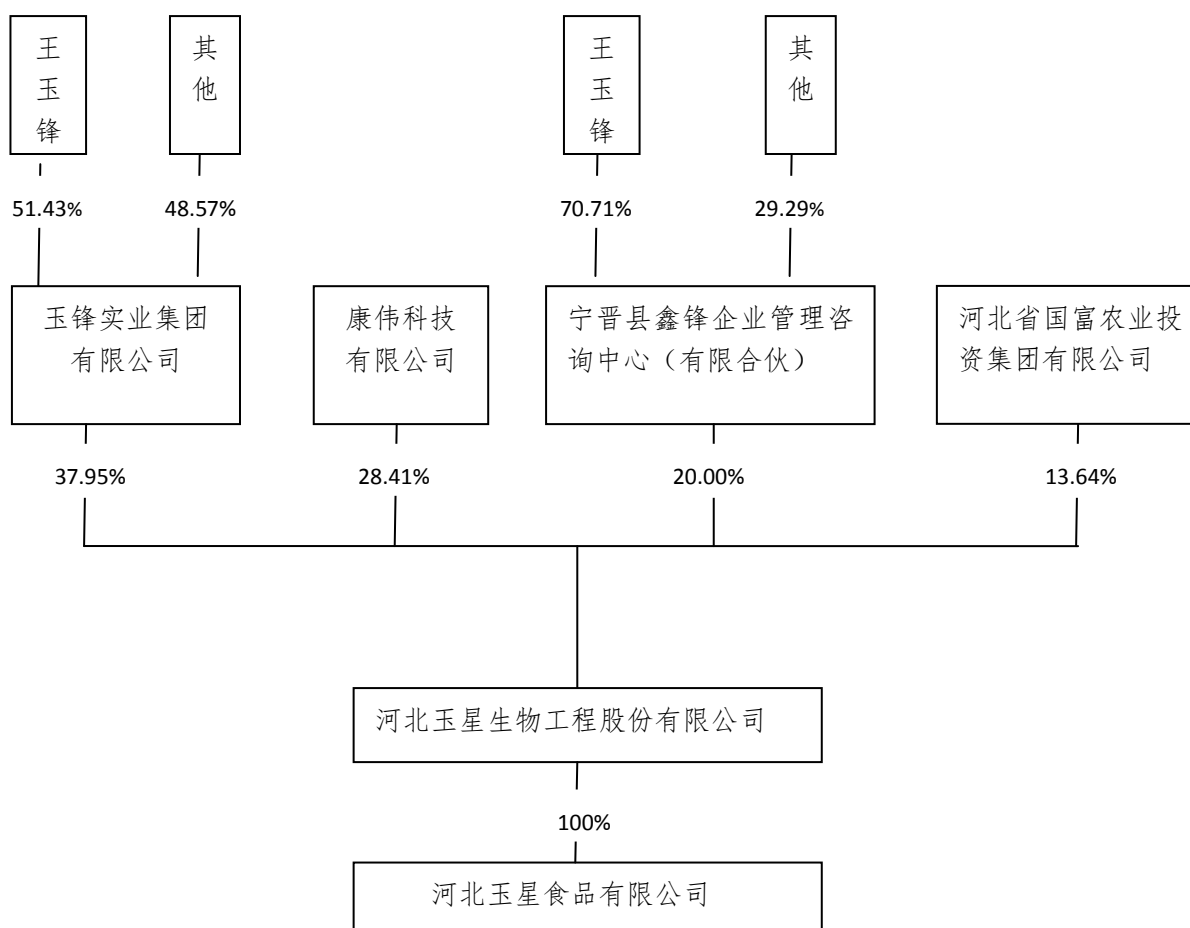 王玉锋
其他
王玉锋
其他
51.43%
48.57%
70.71%
29.29%
玉锋实业集团
有限公司
康伟科技
有限公司
宁晋县鑫锋企业管理咨
询中心（有限合伙）
河北省国富农业投
资集团有限公司
37.95%
28.41%
20.00%
13.64%
河北玉星生物工程股份有限公司
100%
河北玉星食品有限公司